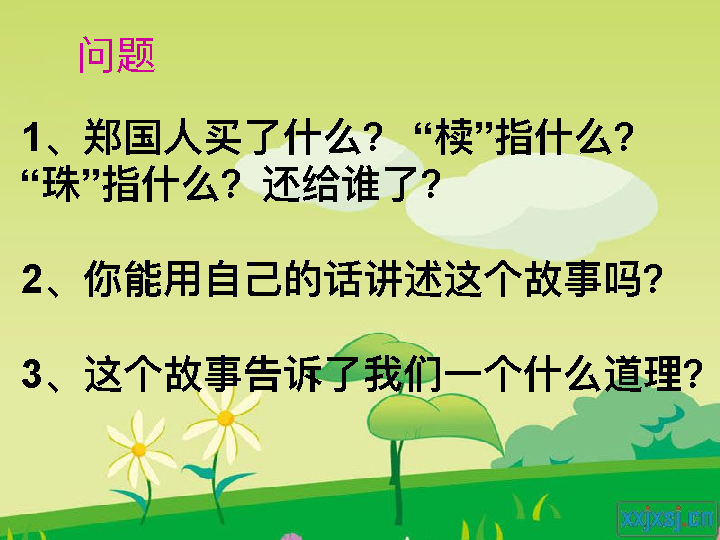 问题
1、郑国人买了什么？“椟”指什么？
“珠”指什么？还给谁了？
2、你能用自己的话讲述这个故事吗？
3、这个故事告诉了我们一个什么道理？
xxjxsj.cn